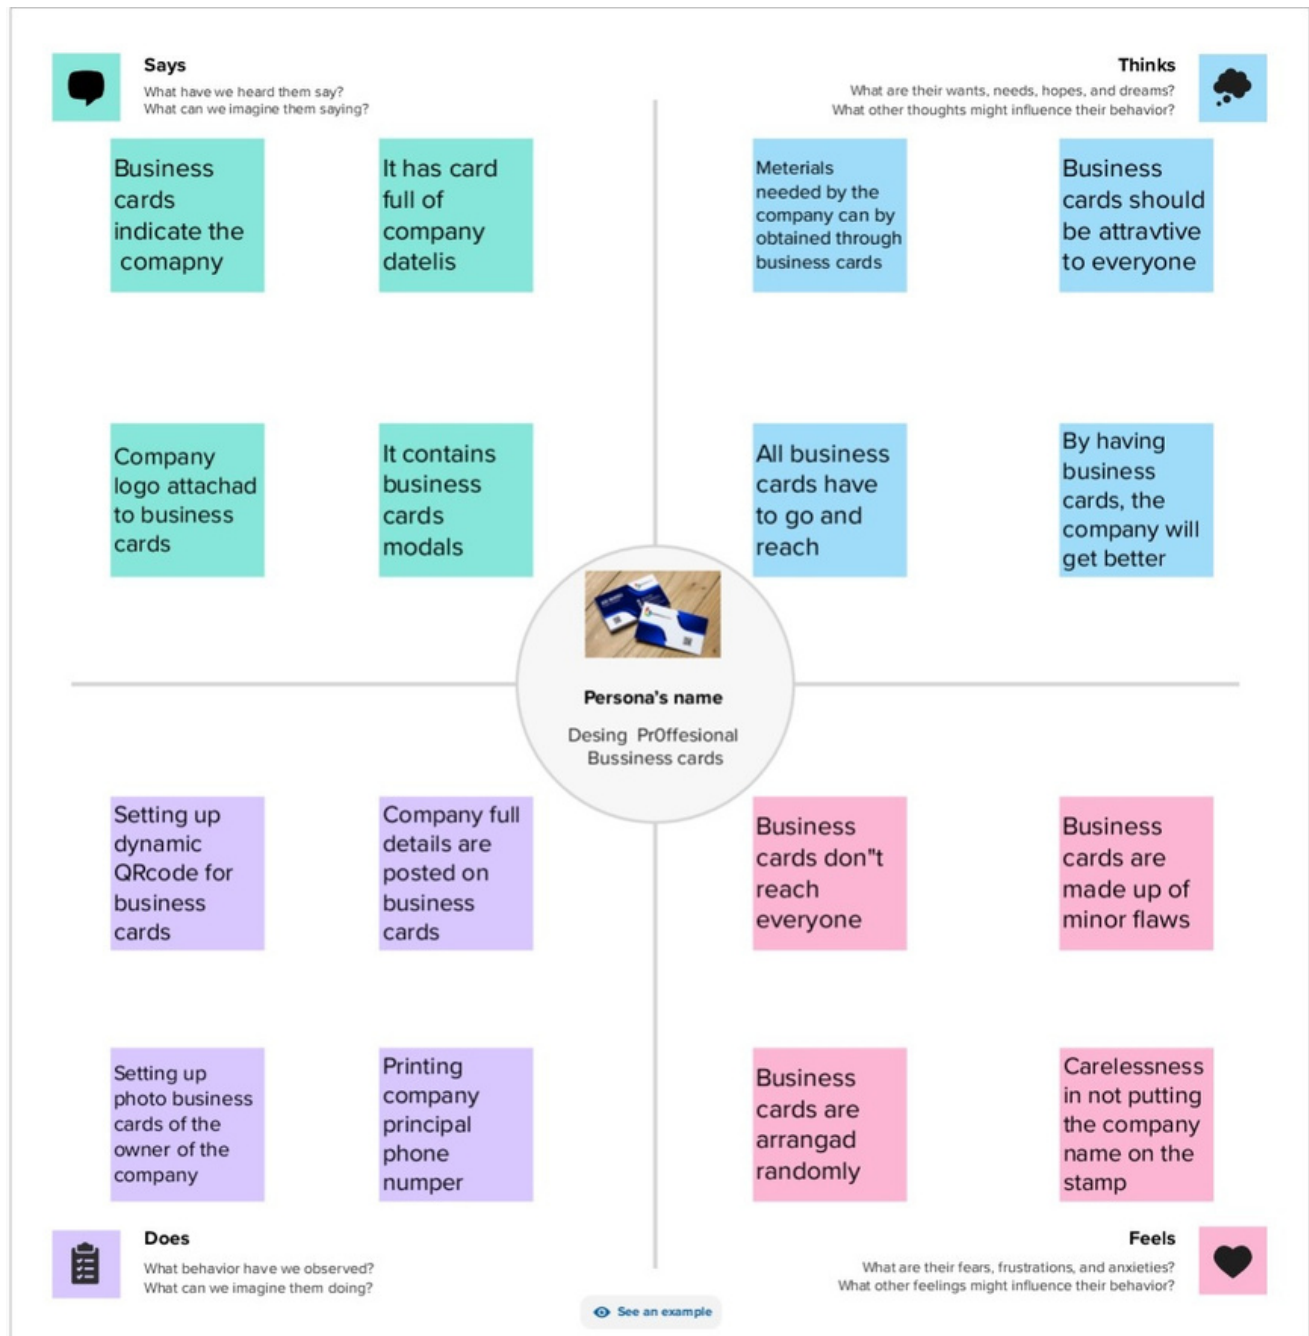 Says
What have we heard them say?
What can we imagine them saying?
Thinks
What are their wants, needs, hopes, and dreams?
What other thoughts might influence their behavior?
Business
cards
indicate the
comapny
It has card
full of
company
datelis
Meterials
needed by the
company can by
obtained through
business cards
Business
cards should
be attravtive
to everyone
Company
logo attachad
to business
cards
It contains
business
cards
modals
All business
cards have
to go and
reach
By having
business
cards, the
company will
get better
Persona's name
Desing Pr0ffesional
Bussiness cards
Setting up
dynamic
QRcode for
business
cards
Company full
details are
posted on
business
cards
Business
cards don"t
reach
everyone
Business
cards are
made up of
minor flaws
Setting up
photo business
cards of the
owner of the
company
Printing
company
principal
phone
numper
Business
cards are
arrangad
randomly
Carelessness
in not putting
the company
name on the
stamp
Does
What behavior have we observed?
What can we imagine them doing?
Feels
What are their fears, frustrations, and anxieties?
What other feelings might influence their behavior?
See an example